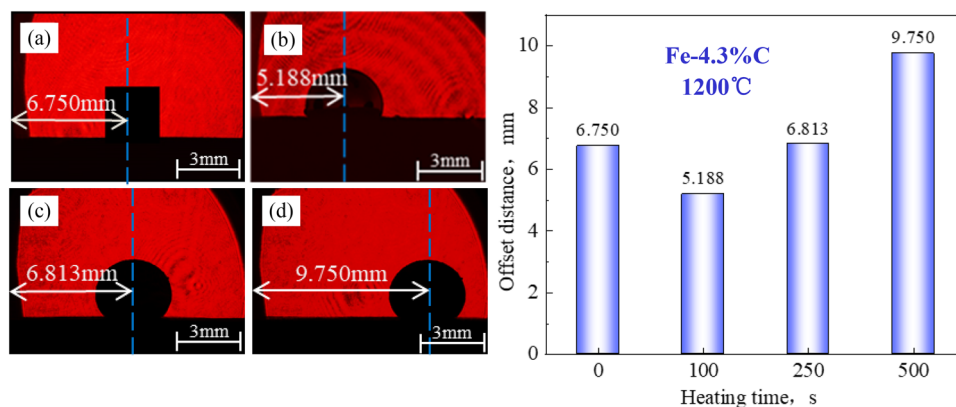 (a)
6.750mm
3mm
(b)
5.188mm
3mm
(c)
6.813mm
3mm
(d)
9.750mm
3mm
Fe-4.3%C
1200℃
Offset distance，mm
10
8
6
4
2
0
6.750
5.188
6.813
9.750
0 100 250 500
Heating time，s